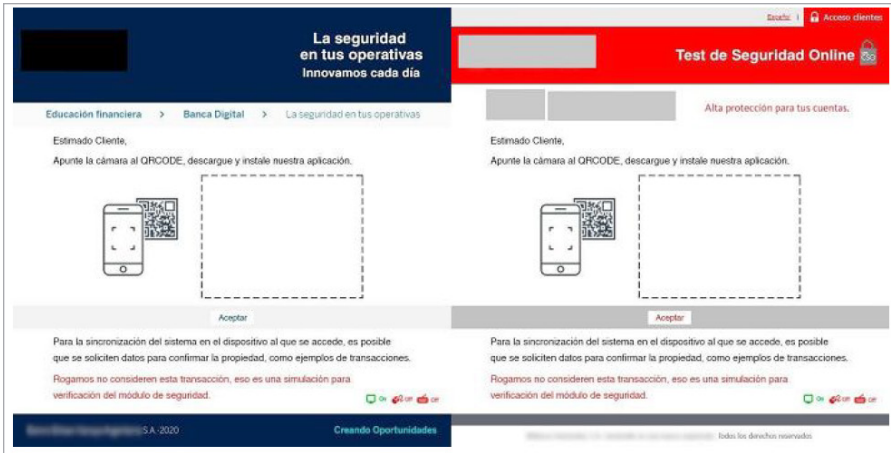 La seguridad
en tus operativas
Innovamos cada día
Educación financiera > Banca Digital > La seguridad en tus operativas
Estimado Cliente,
Apunte la cámara al QRCODE, descargue y instale nuestra aplicación.
Aceptar
Para la sincronización del sistema en el dispositivo al que se accede, es posible
que se soliciten datos para confirmar la propiedad, como ejemplos de transacciones.
Rogamos no consideren esta transacción, eso es una simulación para
verificación del módulo de seguridad.
On Off Off
S.A.-2020
Creando Oportunidades
Acceso clientes
Test de Seguridad Online
Alta protección para tus cuentas.
Estimado Cliente,
Apunte la cámara al QRCODE, descargue y instale nuestra aplicación.
Aceptar
Para la sincronización del sistema en el dispositivo al que se accede, es posible
que se soliciten datos para confirmar la propiedad, como ejemplos de transacciones.
Rogamos no consideren esta transacción, eso es una simulación para
verificación del módulo de seguridad.
On Off Off
todos los derechos reservados